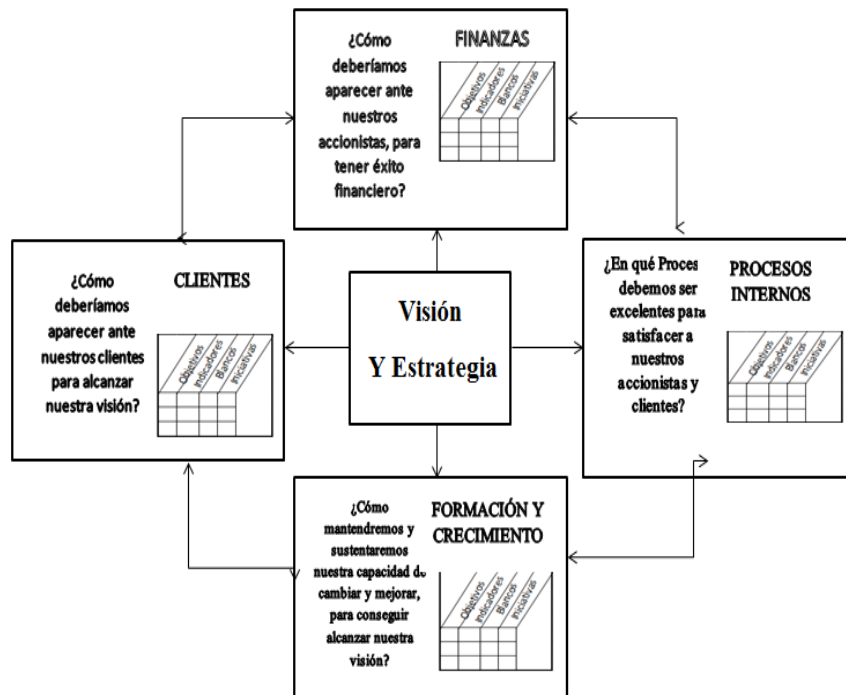 ¿Cómo
deberíamos
aparecer ante
nuestros
accionistas, para
tener éxito
financiero?
FINANZAS
Objetivos
Indicadores
Blancos
Iniciativas
¿Cómo
deberíamos
aparecer ante
nuestros clientes
para alcanzar
nuestra visión?
CLIENTES
Objetivos
Indicadores
Blancos
Iniciativas
Visión
Y Estrategia
¿En qué Proces
debemos ser
excelentes para
satisfacer a
nuestros
accionistas y
clientes?
PROCESOS
INTERNOS
Objetivos
Indicadores
Blancos
Iniciativas
¿Cómo
mantendremos y
sustentaremos
nuestra capacidad de
cambiar y mejorar,
para conseguir
alcanzar nuestra
visión?
FORMACIÓN Y
CRECIMIENTO
Objetivos
Indicadores
Blancos
Iniciativas